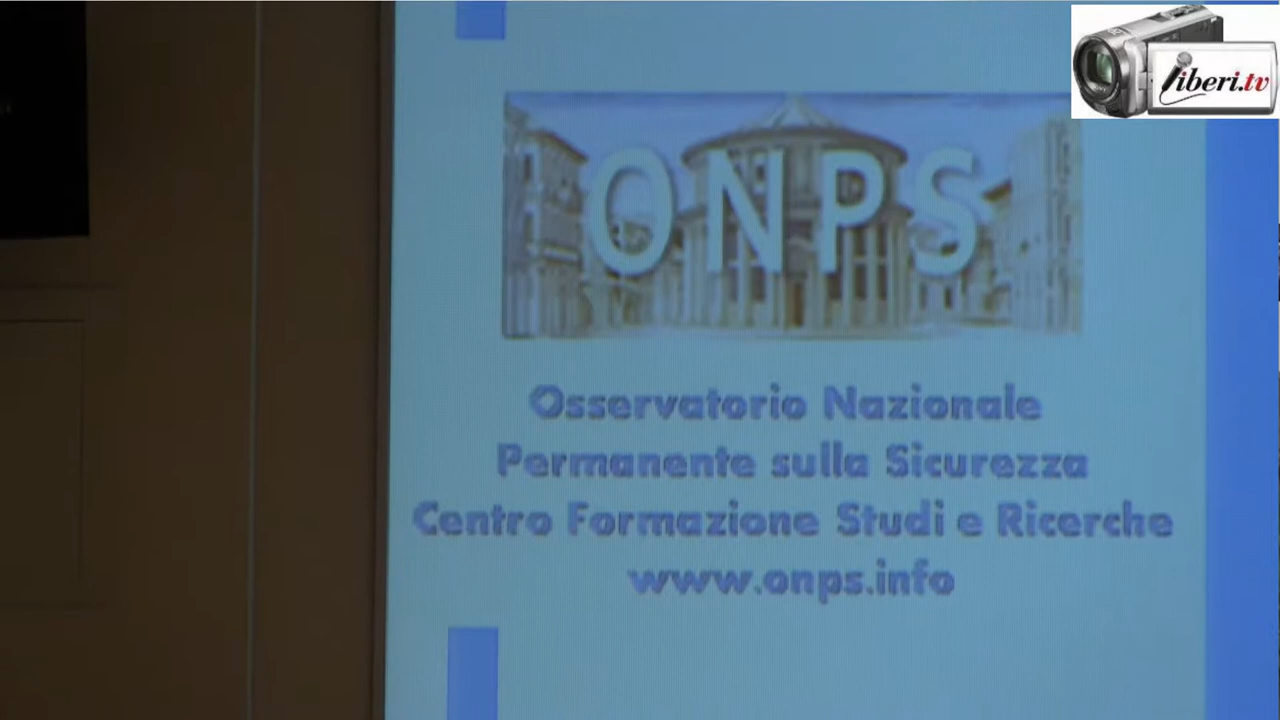 liberi.tv
ONPS
Osservatorio Nazionale
Permanente sulla Sicurezza
Centro Formazione Studi e Ricerche
www.onps.info